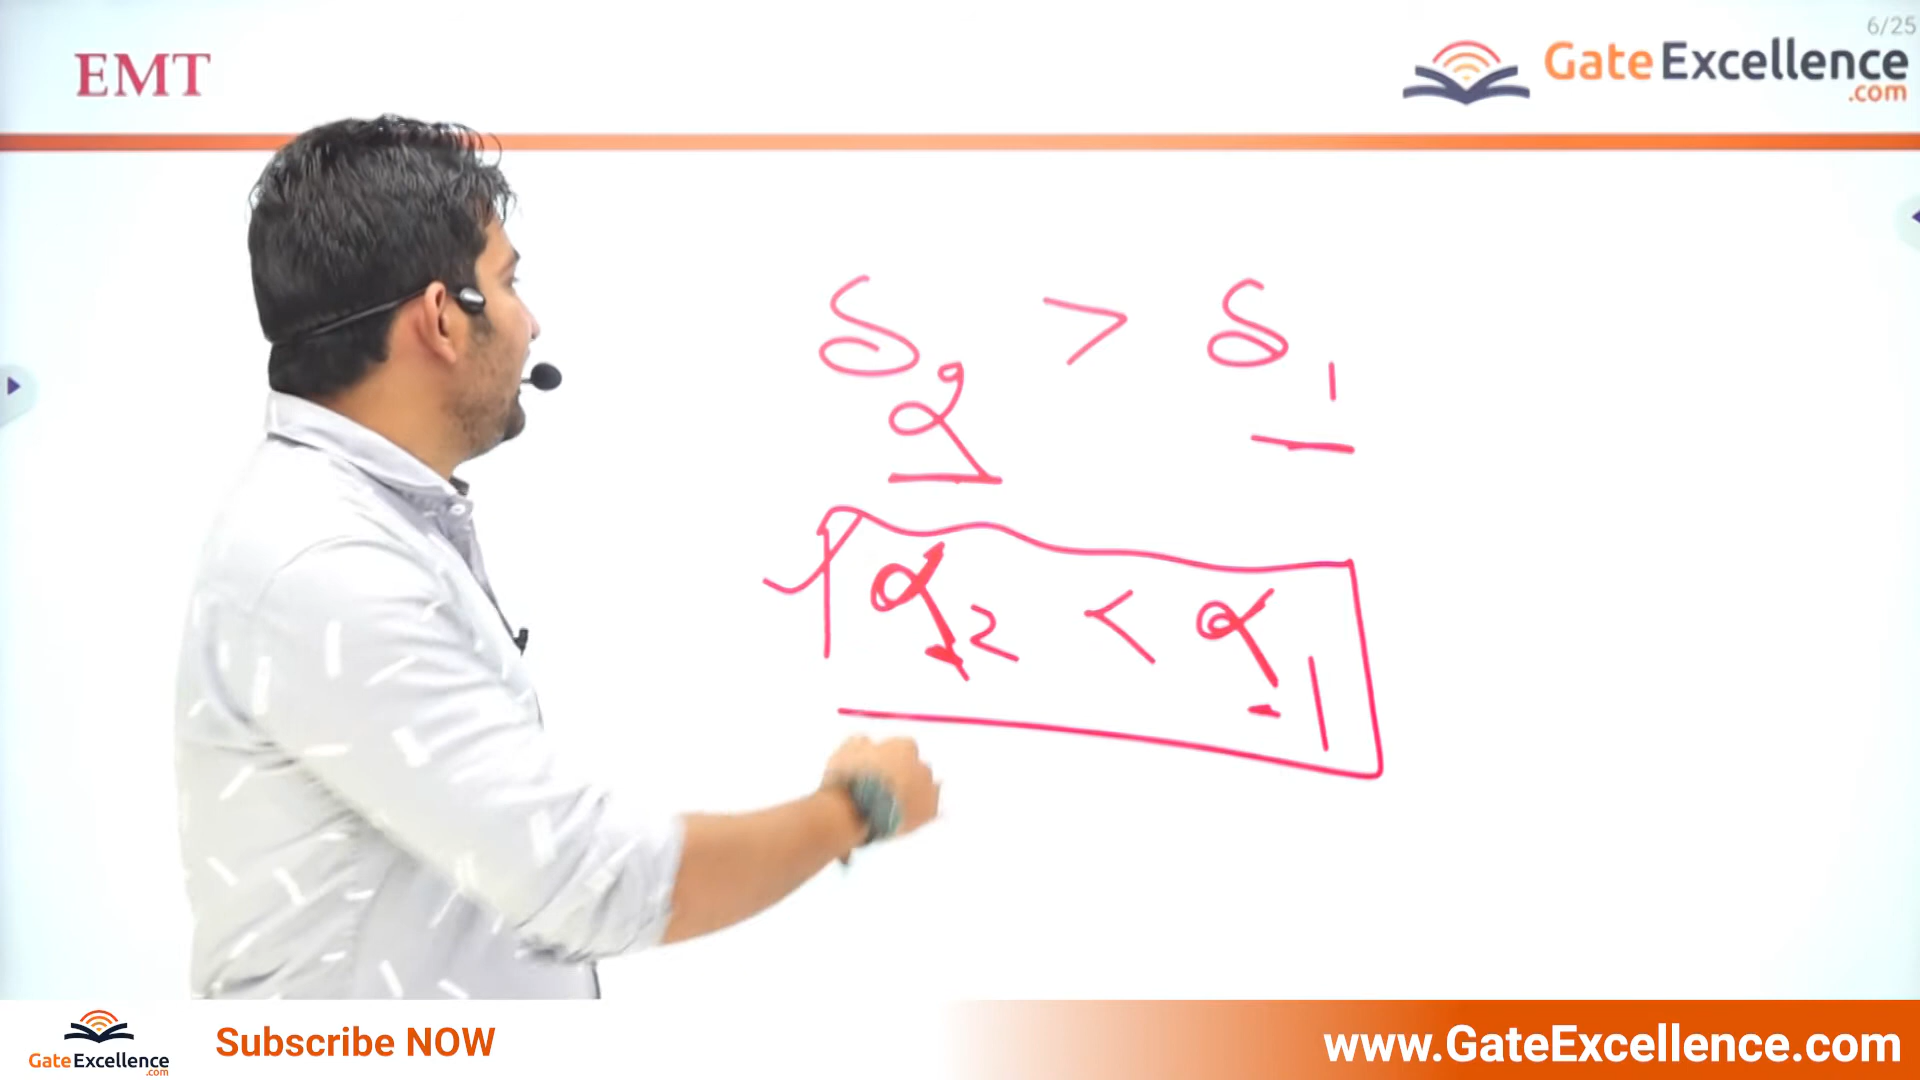 6/25
EMT
GateExcellence
.com
δ₂ > δ₁
α₂ < α₁
GateExcellence
.com
Subscribe NOW
www.GateExcellence.com